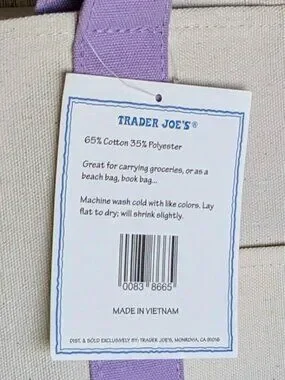 TRADER JOE'S®
65% Cotton 35% Polyester
Great for carrying groceries, or as a
beach bag, book bag...
Machine wash cold with like colors. Lay
flat to dry; will shrink slightly.
0083 8665
MADE IN VIETNAM
DIST. & SOLD EXCLUSIVELY BY: TRADER JOE'S, MONROVIA, CA 91016